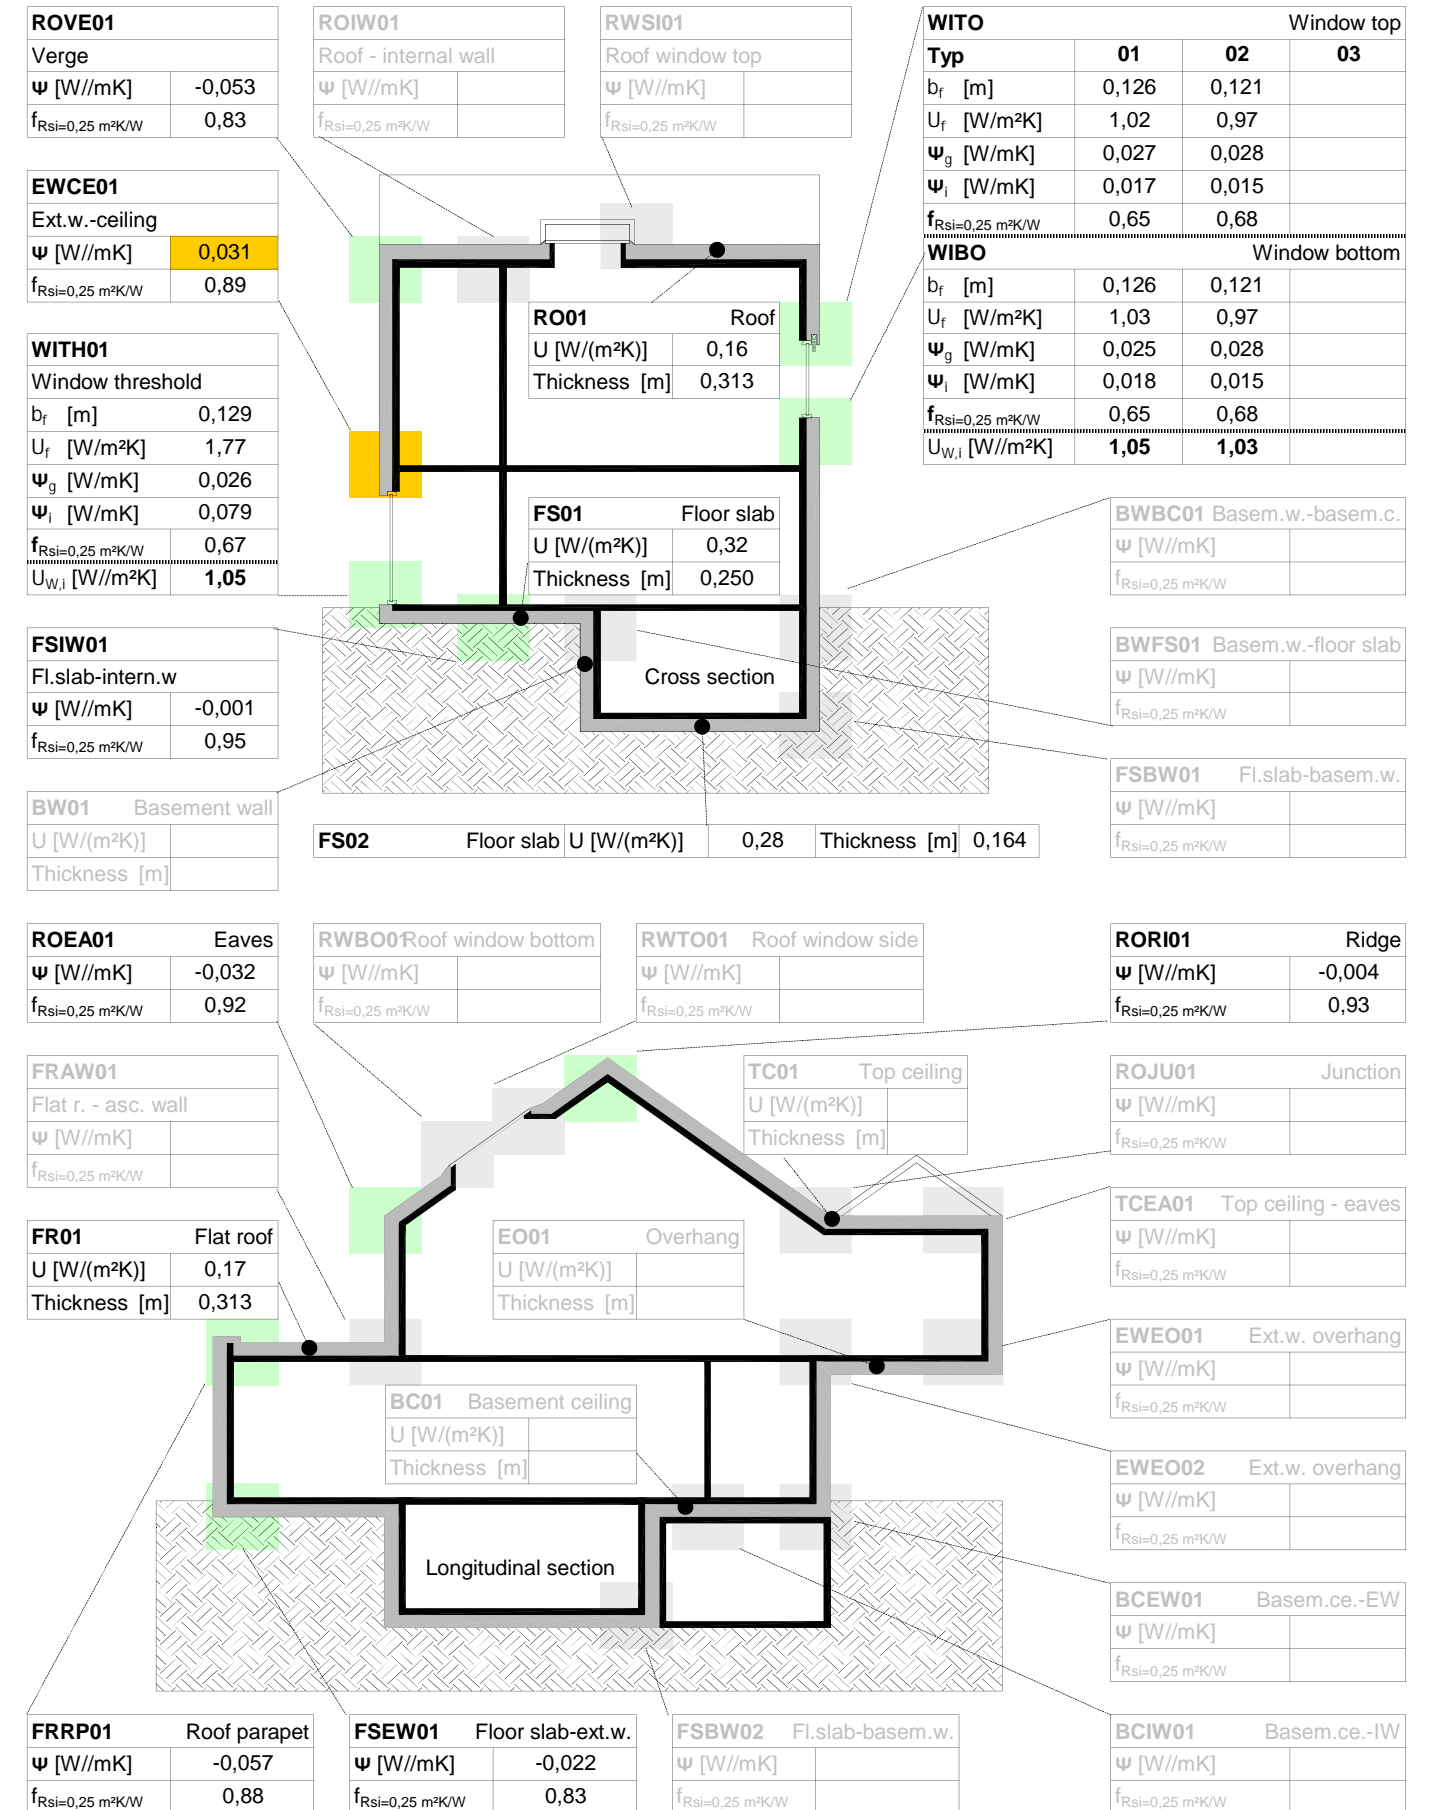 ROVE01
Verge
Ψ [W//mK] -0,053
fRsi=0,25 m²K/W 0,83
ROIW01
Roof - internal wall
Ψ [W//mK]
fRsi=0,25 m²K/W
RWSI01
Roof window top
Ψ [W//mK]
fRsi=0,25 m²K/W
WITO Window top
Typ 01 02 03
bf [m] 0,126 0,121
Uf [W/m²K] 1,02 0,97
Ψg [W/mK] 0,027 0,028
Ψi [W/mK] 0,017 0,015
fRsi=0,25 m²K/W 0,65 0,68
WIBO Window bottom
bf [m] 0,126 0,121
Uf [W/m²K] 1,03 0,97
Ψg [W/mK] 0,025 0,028
Ψi [W/mK] 0,018 0,015
fRsi=0,25 m²K/W 0,65 0,68
UW,i [W//m²K] 1,05 1,03
EWCE01
Ext.w.-ceiling
Ψ [W//mK] 0,031
fRsi=0,25 m²K/W 0,89
RO01 Roof
U [W/(m²K)] 0,16
Thickness [m] 0,313
WITH01
Window threshold
bf [m] 0,129
Uf [W/m²K] 1,77
Ψg [W/mK] 0,026
Ψi [W/mK] 0,079
fRsi=0,25 m²K/W 0,67
UW,i [W//m²K] 1,05
FS01 Floor slab
U [W/(m²K)] 0,32
Thickness [m] 0,250
BWBC01 Basem.w.-basem.c.
Ψ [W//mK]
fRsi=0,25 m²K/W
FSIW01
Fl.slab-intern.w
Ψ [W//mK] -0,001
fRsi=0,25 m²K/W 0,95
Cross section
BWFS01 Basem.w.-floor slab
Ψ [W//mK]
fRsi=0,25 m²K/W
FSBW01 Fl.slab-basem.w.
Ψ [W//mK]
fRsi=0,25 m²K/W
BW01 Basement wall
U [W/(m²K)]
Thickness [m]
FS02 Floor slab U [W/(m²K)] 0,28 Thickness [m] 0,164
ROEA01 Eaves
Ψ [W//mK] -0,032
fRsi=0,25 m²K/W 0,92
RWBO01 Roof window bottom
Ψ [W//mK]
fRsi=0,25 m²K/W
RWTO01 Roof window side
Ψ [W//mK]
fRsi=0,25 m²K/W
RORI01 Ridge
Ψ [W//mK] -0,004
fRsi=0,25 m²K/W 0,93
FRAW01
Flat r. - asc. wall
Ψ [W//mK]
fRsi=0,25 m²K/W
TC01 Top ceiling
U [W/(m²K)]
Thickness [m]
ROJU01 Junction
Ψ [W//mK]
fRsi=0,25 m²K/W
TCEA01 Top ceiling - eaves
Ψ [W//mK]
fRsi=0,25 m²K/W
FR01 Flat roof
U [W/(m²K)] 0,17
Thickness [m] 0,313
EO01 Overhang
U [W/(m²K)]
Thickness [m]
EWEO01 Ext.w. overhang
Ψ [W//mK]
fRsi=0,25 m²K/W
BC01 Basement ceiling
U [W/(m²K)]
Thickness [m]
EWEO02 Ext.w. overhang
Ψ [W//mK]
fRsi=0,25 m²K/W
Longitudinal section
BCEW01 Basem.ce.-EW
Ψ [W//mK]
fRsi=0,25 m²K/W
FRRP01 Roof parapet
Ψ [W//mK] -0,057
fRsi=0,25 m²K/W 0,88
FSEW01 Floor slab-ext.w.
Ψ [W//mK] -0,022
fRsi=0,25 m²K/W 0,83
FSBW02 Fl.slab-basem.w.
Ψ [W//mK]
fRsi=0,25 m²K/W
BCIW01 Basem.ce.-IW
Ψ [W//mK]
fRsi=0,25 m²K/W